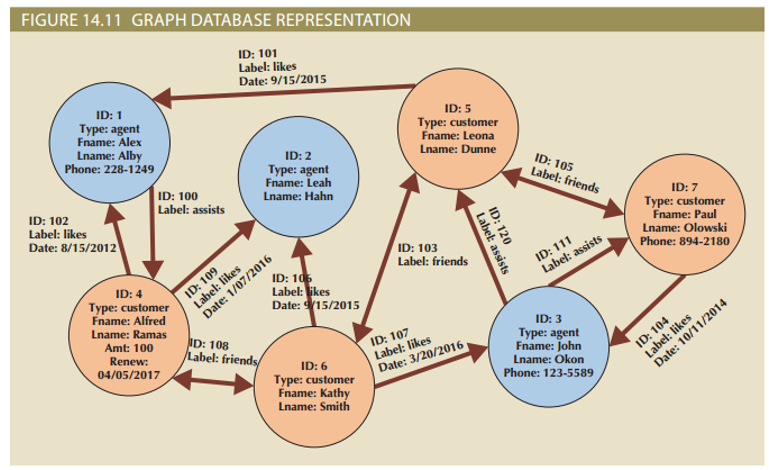 FIGURE 14.11 GRAPH DATABASE REPRESENTATION
ID: 101
Label: likes
Date: 9/15/2015
ID: 1
Type: agent
Fname: Alex
Lname: Alby
Phone: 228-1249
ID: 2
Type: agent
Fname: Leah
Lname: Hahn
ID: 5
Type: customer
Fname: Leona
Lname: Dunne
ID: 105
Label: friends
ID: 7
Type: customer
Fname: Paul
Lname: Olowski
Phone: 894-2180
ID: 100
Label: assists
ID: 102
Label: likes
Date: 8/15/2012
ID: 109
Label: likes
Date: 1/07/2016
ID: 106
Label: likes
Date: 9/15/2015
ID: 103
Label: friends
ID: 120
Label: assists
ID: 111
Label: assists
ID: 4
Type: customer
Fname: Alfred
Lname: Ramas
Amt: 100
Renew:
04/05/2017
ID: 108
Label: friends
ID: 6
Type: customer
Fname: Kathy
Lname: Smith
ID: 107
Label: likes
Date: 3/20/2016
ID: 3
Type: agent
Fname: John
Lname: Okon
Phone: 123-5589
ID: 104
Label: likes
Date: 10/11/2014